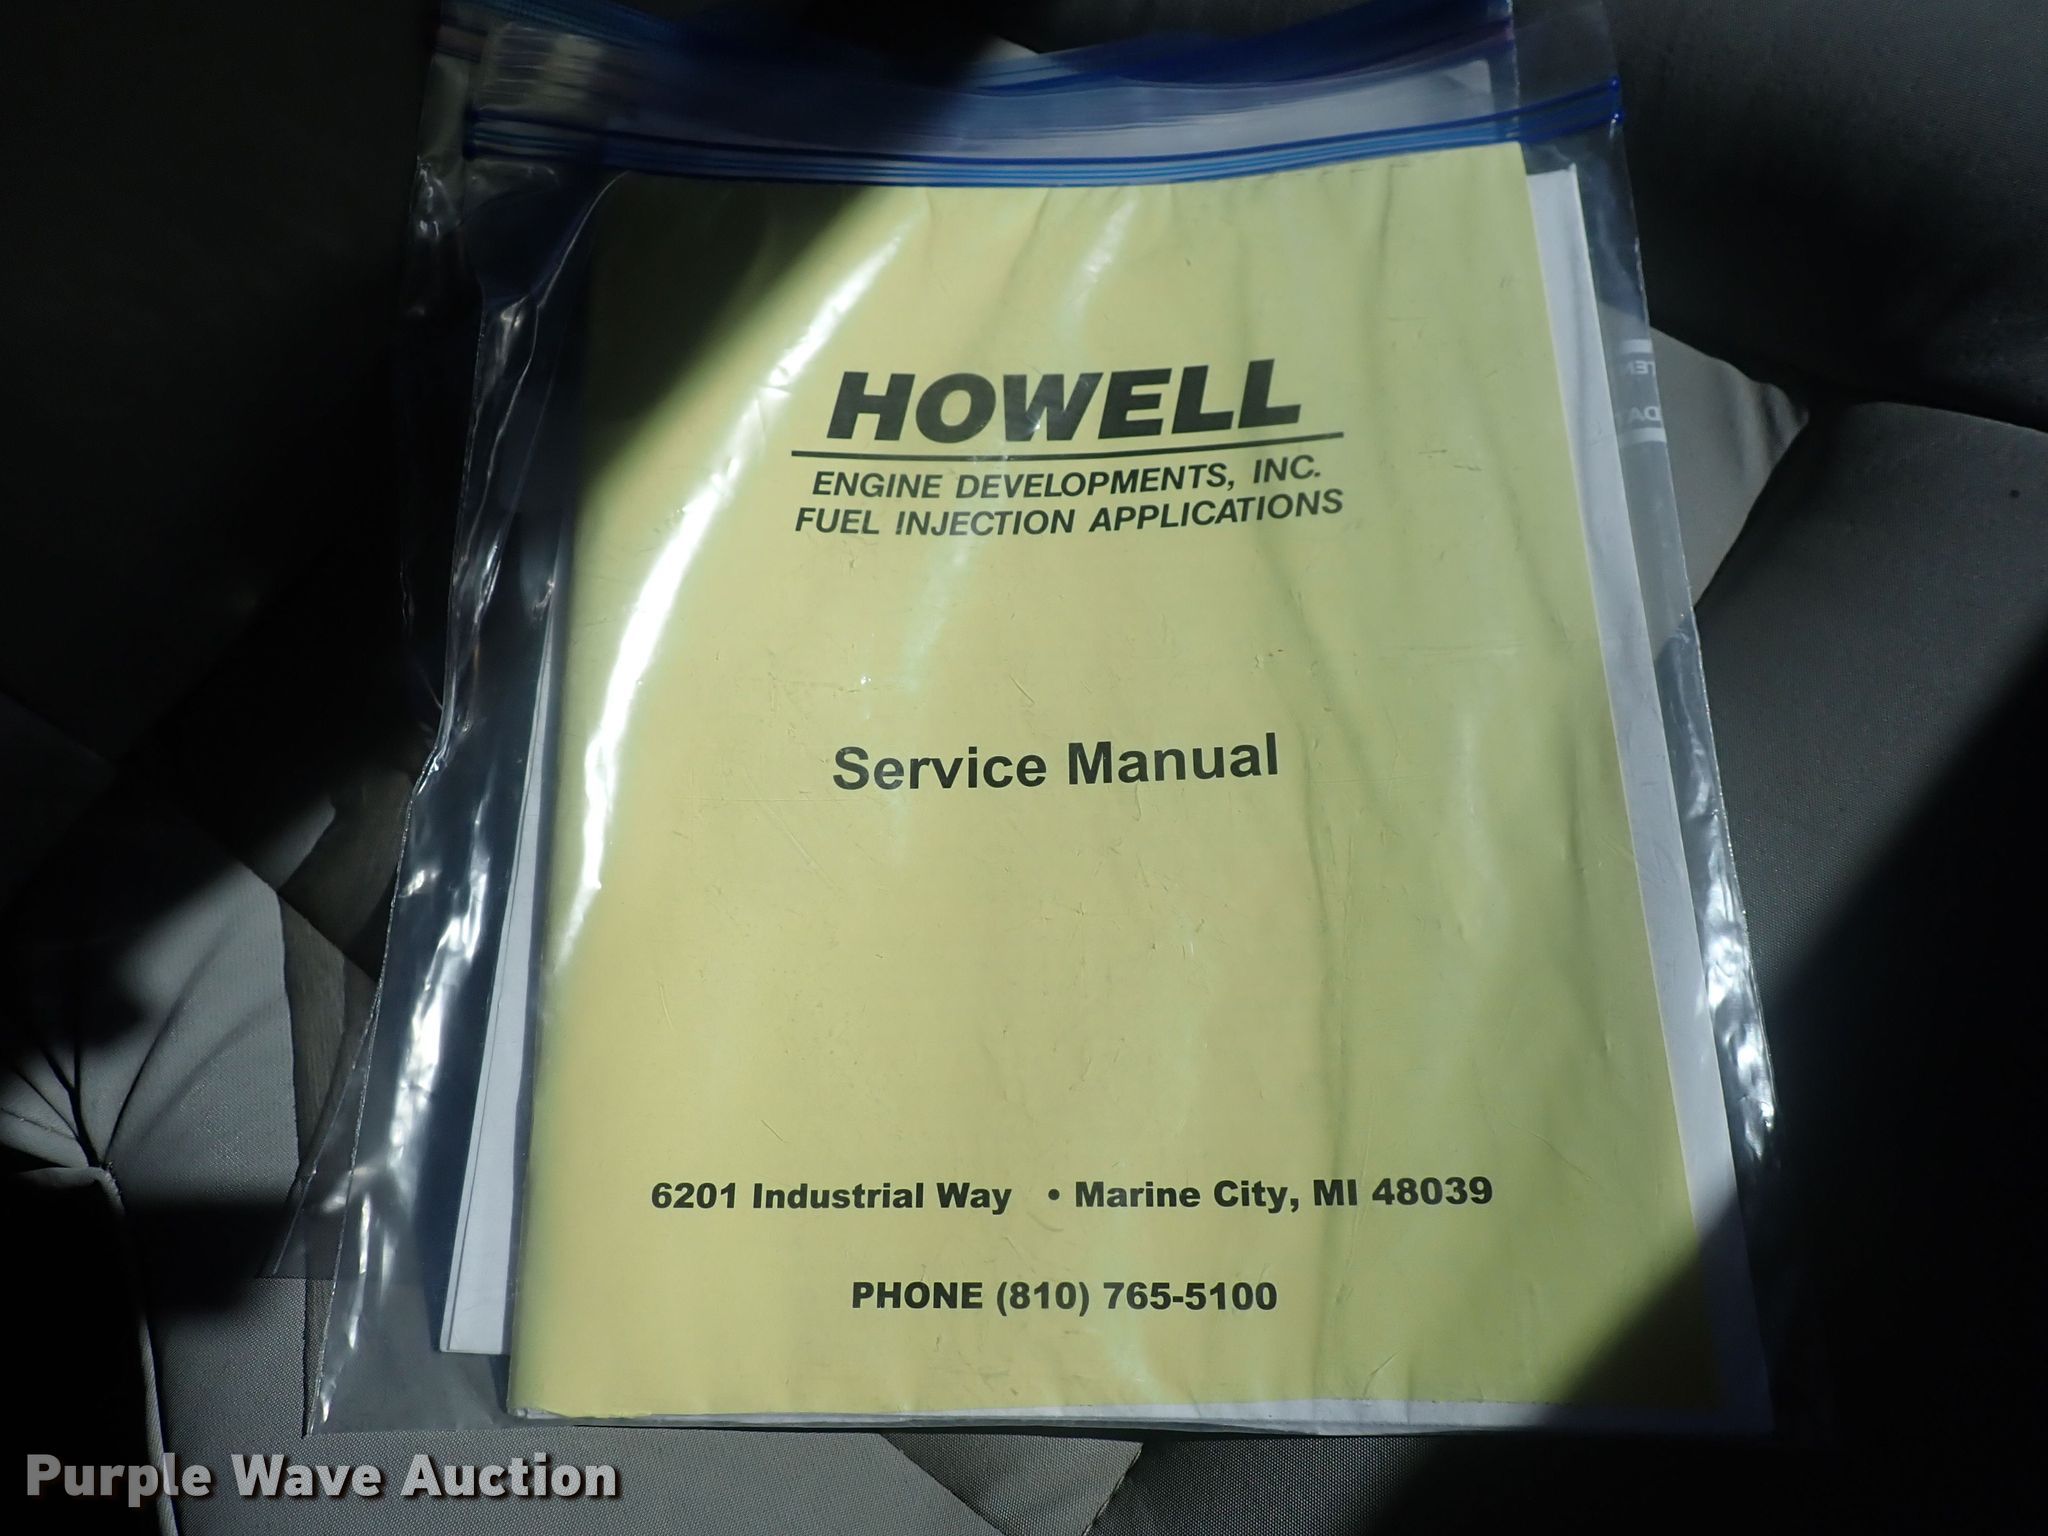 HOWELL
ENGINE DEVELOPMENTS, INC.
FUEL INJECTION APPLICATIONS
Service Manual
6201 Industrial Way • Marine City, MI 48039
PHONE (810) 765-5100
Purple Wave Auction